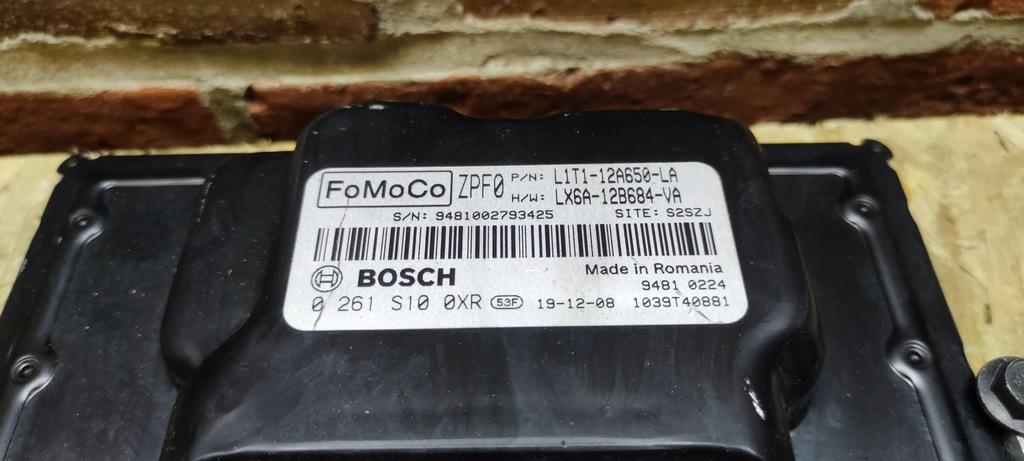 FoMoCo ZPF0 P/N: L1T1-12A650-LA
H/W: LX6A-12B684-VA
S/N: 9481002793425 SITE: S2SZJ
BOSCH Made in Romania
9481 0224
0 261 S10 0XR 53F 19-12-08 1039T40881